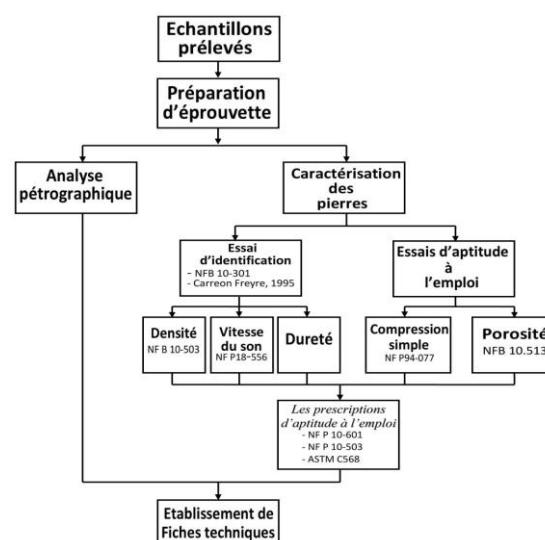 Echantillons
prélevés
Préparation
d'éprouvette
Analyse
pétrographique
Caractérisation
des
pierres
Essai
d'identification
- NFB 10-301
- Carreon Freyre, 1995
Essais d'aptitude
à
l'emploi
Densité
NF B 10-503
Vitesse
du son
NF P18-556
Dureté
Compression
simple
NF P94-077
Porosité
NFB 10.513
Les prescriptions
d'aptitude à l'emploi
- NF P 10-601
- NF P 10-503
- ASTM C568
Etablissement de
Fiches techniques